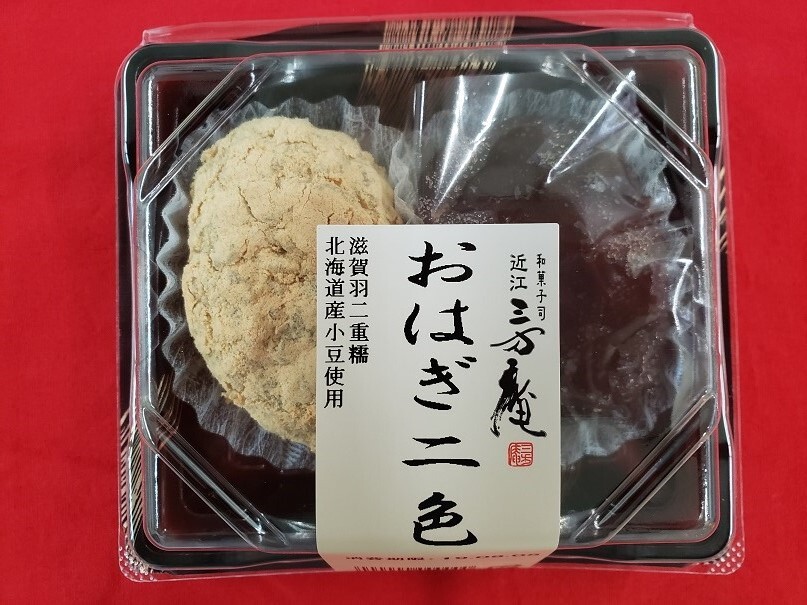 和菓子司
近江
三方庵
おはぎ二色
滋賀羽二重糯
北海道産小豆使用